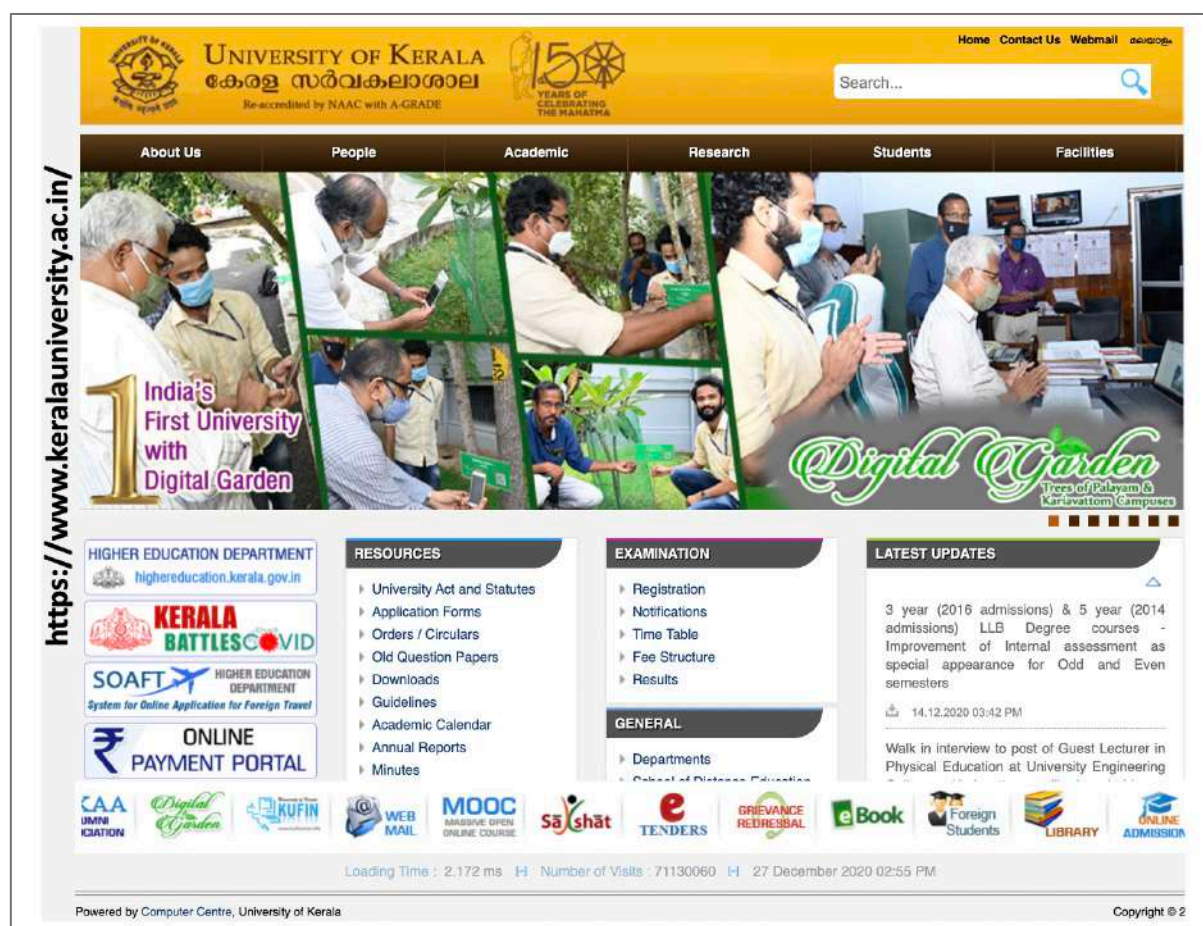 UNIVERSITY OF KERALA
കേരള സർവകലാശാല
Re-accredited by NAAC with A-GRADE
150
YEARS OF
CELEBRATING
THE MAHATMA
Home Contact Us Webmail മലയാളം
Search...
About Us People Academic Research Students Facilities
https://www.keralauniversity.ac.in/
1
India's
First University
with
Digital Garden
Digital Garden
Trees of Palayam &
Kariavattom Campuses
HIGHER EDUCATION DEPARTMENT
highereducation.kerala.gov.in
KERALA
BATTLES COVID
SOAFT HIGHER EDUCATION
DEPARTMENT
System for Online Application for Foreign Travel
₹ ONLINE
PAYMENT PORTAL
RESOURCES
University Act and Statutes
Application Forms
Orders / Circulars
Old Question Papers
Downloads
Guidelines
Academic Calendar
Annual Reports
Minutes
EXAMINATION
Registration
Notifications
Time Table
Fee Structure
Results
GENERAL
Departments
School of Distance Education
LATEST UPDATES
3 year (2016 admissions) & 5 year (2014
admissions) LLB Degree courses -
Improvement of Internal assessment as
special appearance for Odd and Even
semesters
14.12.2020 03:42 PM
Walk in interview to post of Guest Lecturer in
Physical Education at University Engineering
Digital
Garden
KUFIN
WEB
MAIL
MOOC
MASSIVE OPEN
ONLINE COURSE
Sākshāt
e
TENDERS
GRIEVANCE
REDRESSAL
eBook
Foreign
Students
LIBRARY
ONLINE
ADMISSION
Loading Time : 2.172 ms Number of Visits : 71130060 27 December 2020 02:55 PM
Powered by Computer Centre, University of Kerala
Copyright © 2